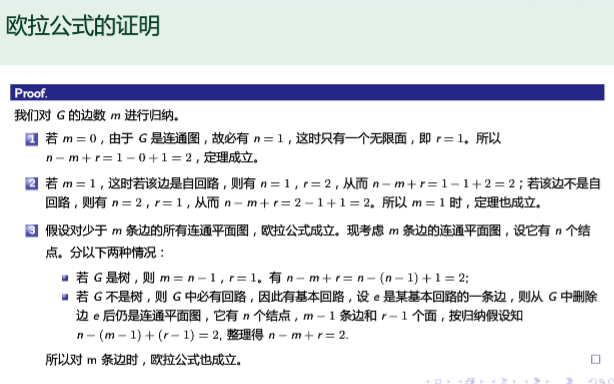 欧拉公式的证明
Proof.
我们对 G 的边数 m 进行归纳。
1 若 m = 0，由于 G 是连通图，故必有 n = 1，这时只有一个无限面，即 r = 1。所以
n − m + r = 1 − 0 + 1 = 2，定理成立。
2 若 m = 1，这时若该边是自回路，则有 n = 1，r = 2，从而 n − m + r = 1 − 1 + 2 = 2；若该边不是自
回路，则有 n = 2，r = 1，从而 n − m + r = 2 − 1 + 1 = 2。所以 m = 1 时，定理也成立。
3 假设对少于 m 条边的所有连通平面图，欧拉公式成立。现考虑 m 条边的连通平面图，设它有 n 个结
点。分以下两种情况：
若 G 是树，则 m = n − 1，r = 1。有 n − m + r = n − (n − 1) + 1 = 2;
若 G 不是树，则 G 中必有回路，因此有基本回路，设 e 是某基本回路的一条边，则从 G 中删除
边 e 后仍是连通平面图，它有 n 个结点，m − 1 条边和 r − 1 个面，按归纳假设知
n − (m − 1) + (r − 1) = 2, 整理得 n − m + r = 2.
所以对 m 条边时，欧拉公式也成立。